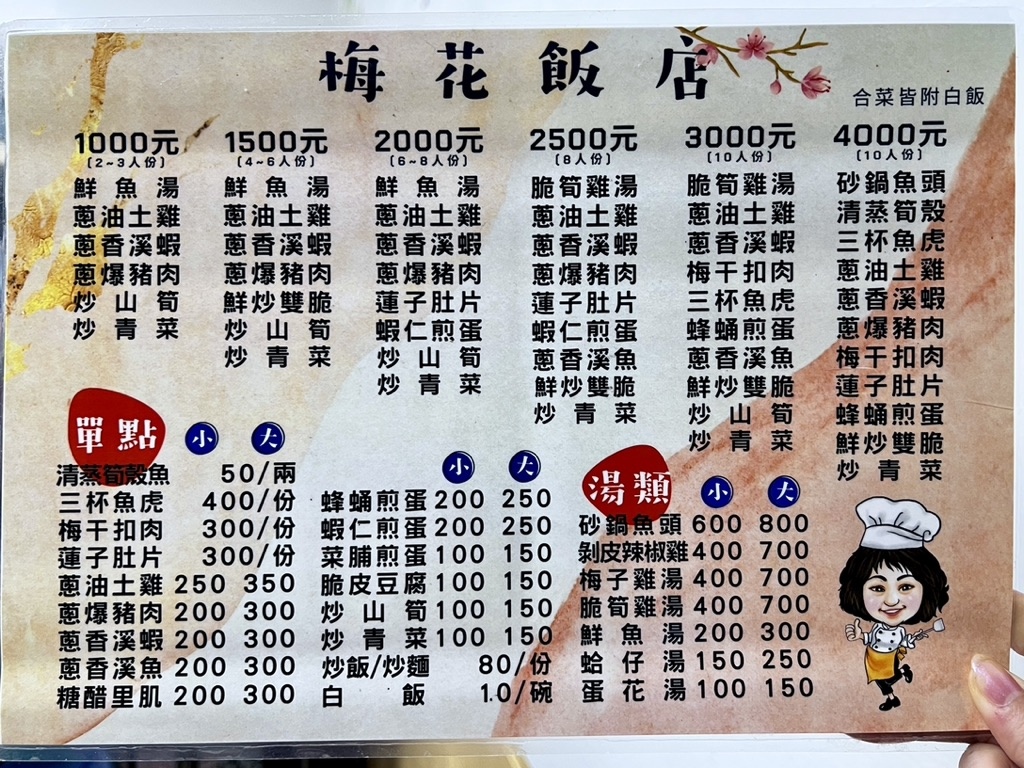 梅花飯店
合菜皆附白飯
1000元
(2~3人份)
鮮魚湯
蔥油土雞
蔥香溪蝦
蔥爆豬肉
炒山筍
炒青菜
1500元
(4~6人份)
鮮魚湯
蔥油土雞
蔥香溪蝦
蔥爆豬肉
鮮炒雙脆
炒山筍
炒青菜
2000元
(6~8人份)
鮮魚湯
蔥油土雞
蔥香溪蝦
蔥爆豬肉
蓮子肚片
蝦仁煎蛋
炒山筍
炒青菜
2500元
(8人份)
脆筍雞湯
蔥油土雞
蔥香溪蝦
蔥爆豬肉
蓮子肚片
蝦仁煎蛋
蔥香溪魚
鮮炒雙脆
炒青菜
3000元
(10人份)
脆筍雞湯
蔥油土雞
蔥香溪蝦
梅干扣肉
三杯魚虎
蜂蛹煎蛋
蔥香溪魚
鮮炒雙脆
炒山筍
炒青菜
4000元
(10人份)
砂鍋魚頭
清蒸筍殼
三杯魚虎
蔥油土雞
蔥香溪蝦
蔥爆豬肉
梅干扣肉
蓮子肚片
蜂蛹煎蛋
鮮炒雙脆
炒青菜
單點 小 大
清蒸筍殼魚 50/兩
三杯魚虎 400/份
梅干扣肉 300/份
蓮子肚片 300/份
蔥油土雞 250 350
蔥爆豬肉 200 300
蔥香溪蝦 200 300
蔥香溪魚 200 300
糖醋里肌 200 300
小 大
蜂蛹煎蛋 200 250
蝦仁煎蛋 200 250
菜脯煎蛋 100 150
脆皮豆腐 100 150
炒山筍 100 150
炒青菜 100 150
炒飯/炒麵 80/份
白飯 10/碗
湯類 小 大
砂鍋魚頭 600 800
剝皮辣椒雞 400 700
梅子雞湯 400 700
脆筍雞湯 400 700
鮮魚湯 200 300
蛤仔湯 150 250
蛋花湯 100 150